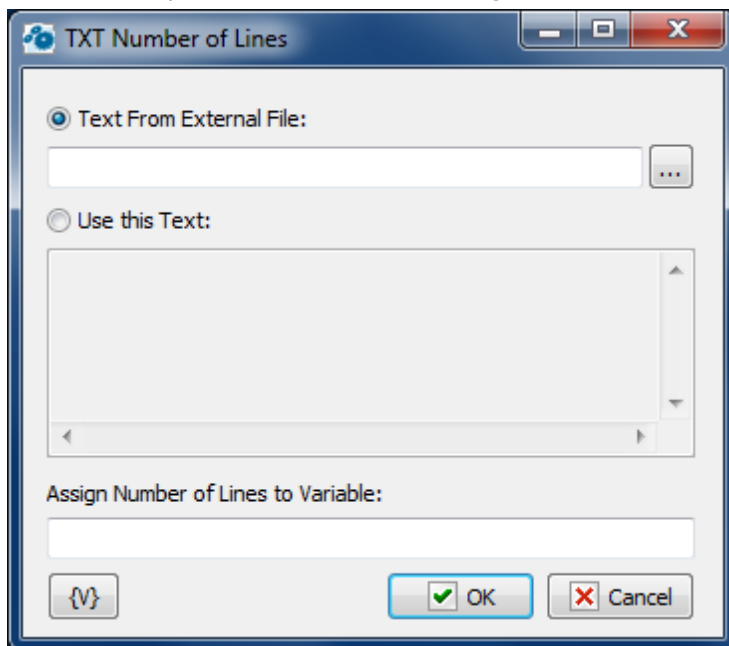 TXT Number of Lines
Text From External File:
...
Use this Text:
Assign Number of Lines to Variable:
{V} OK Cancel